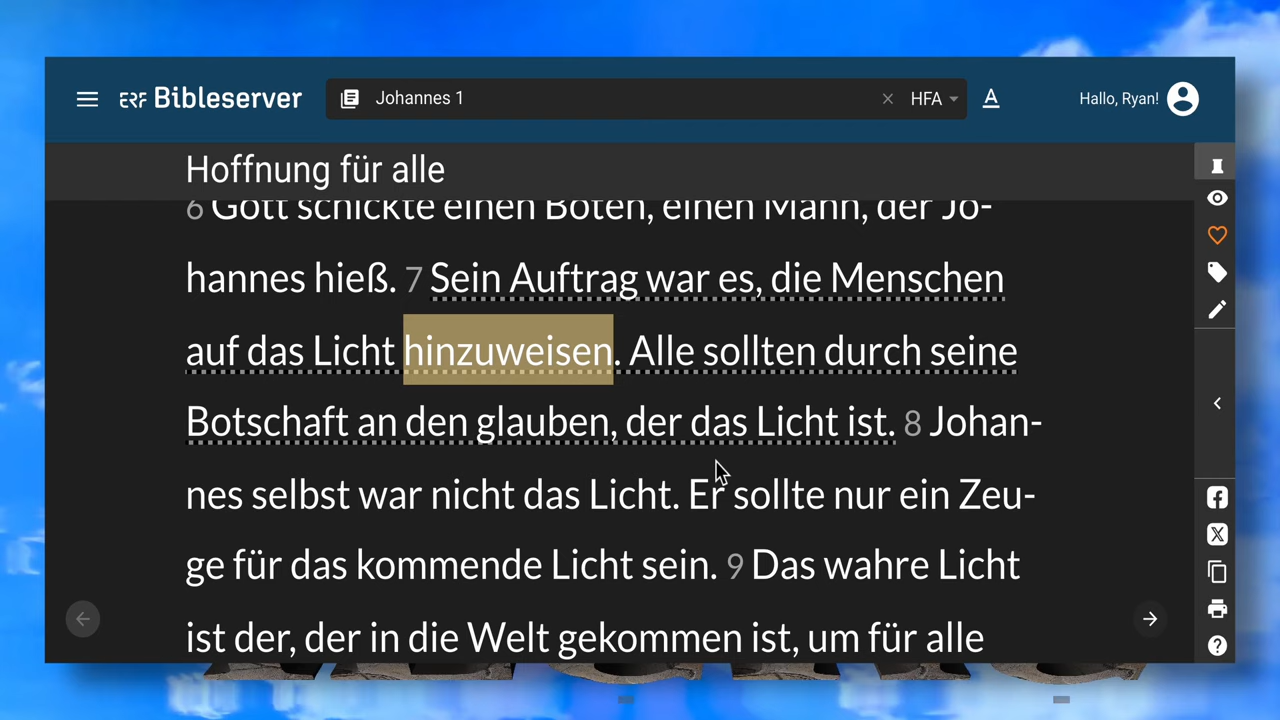 ERF Bibleserver
Johannes 1
HFA
A
Hallo, Ryan!
Hoffnung für alle
6 Gott schickte einen Boten, einen Mann, der Jo-
hannes hieß. 7 Sein Auftrag war es, die Menschen
auf das Licht hinzuweisen. Alle sollten durch seine
Botschaft an den glauben, der das Licht ist. 8 Johan-
nes selbst war nicht das Licht. Er sollte nur ein Zeu-
ge für das kommende Licht sein. 9 Das wahre Licht
ist der, der in die Welt gekommen ist, um für alle